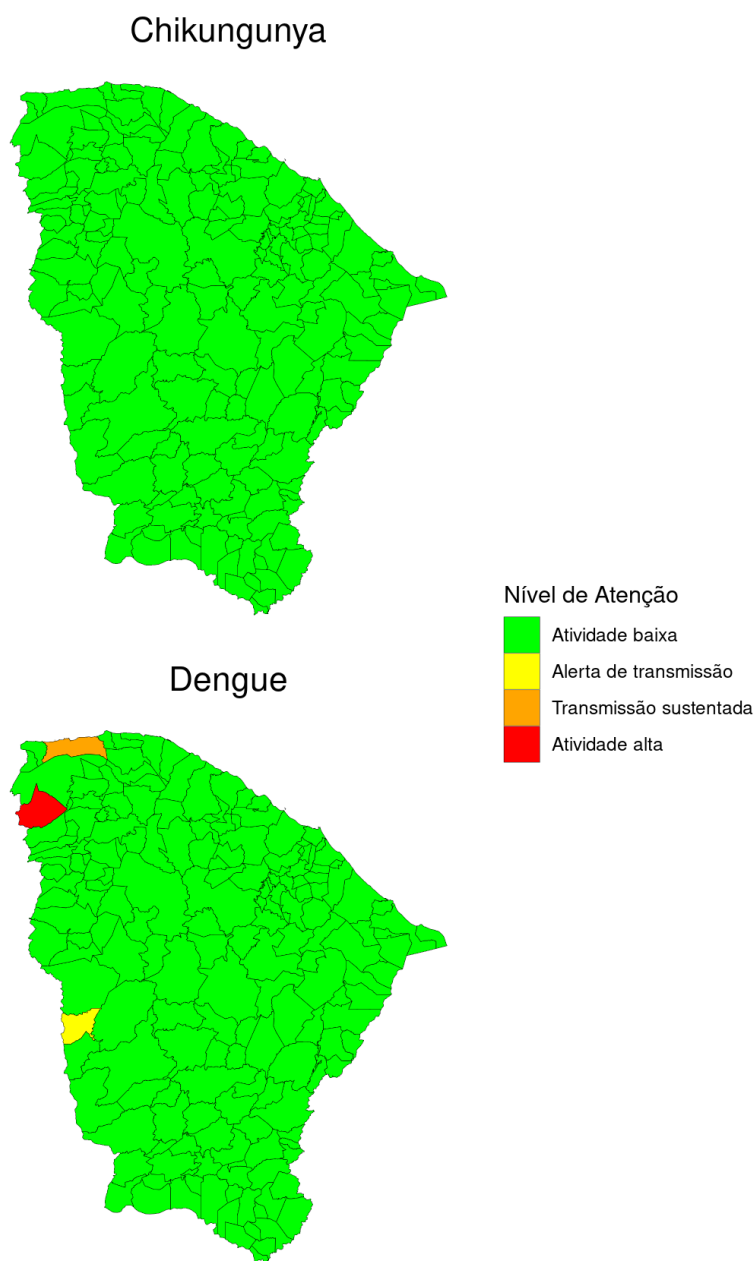 Chikungunya
Nível de Atenção
Atividade baixa
Alerta de transmissão
Transmissão sustentada
Atividade alta
Dengue